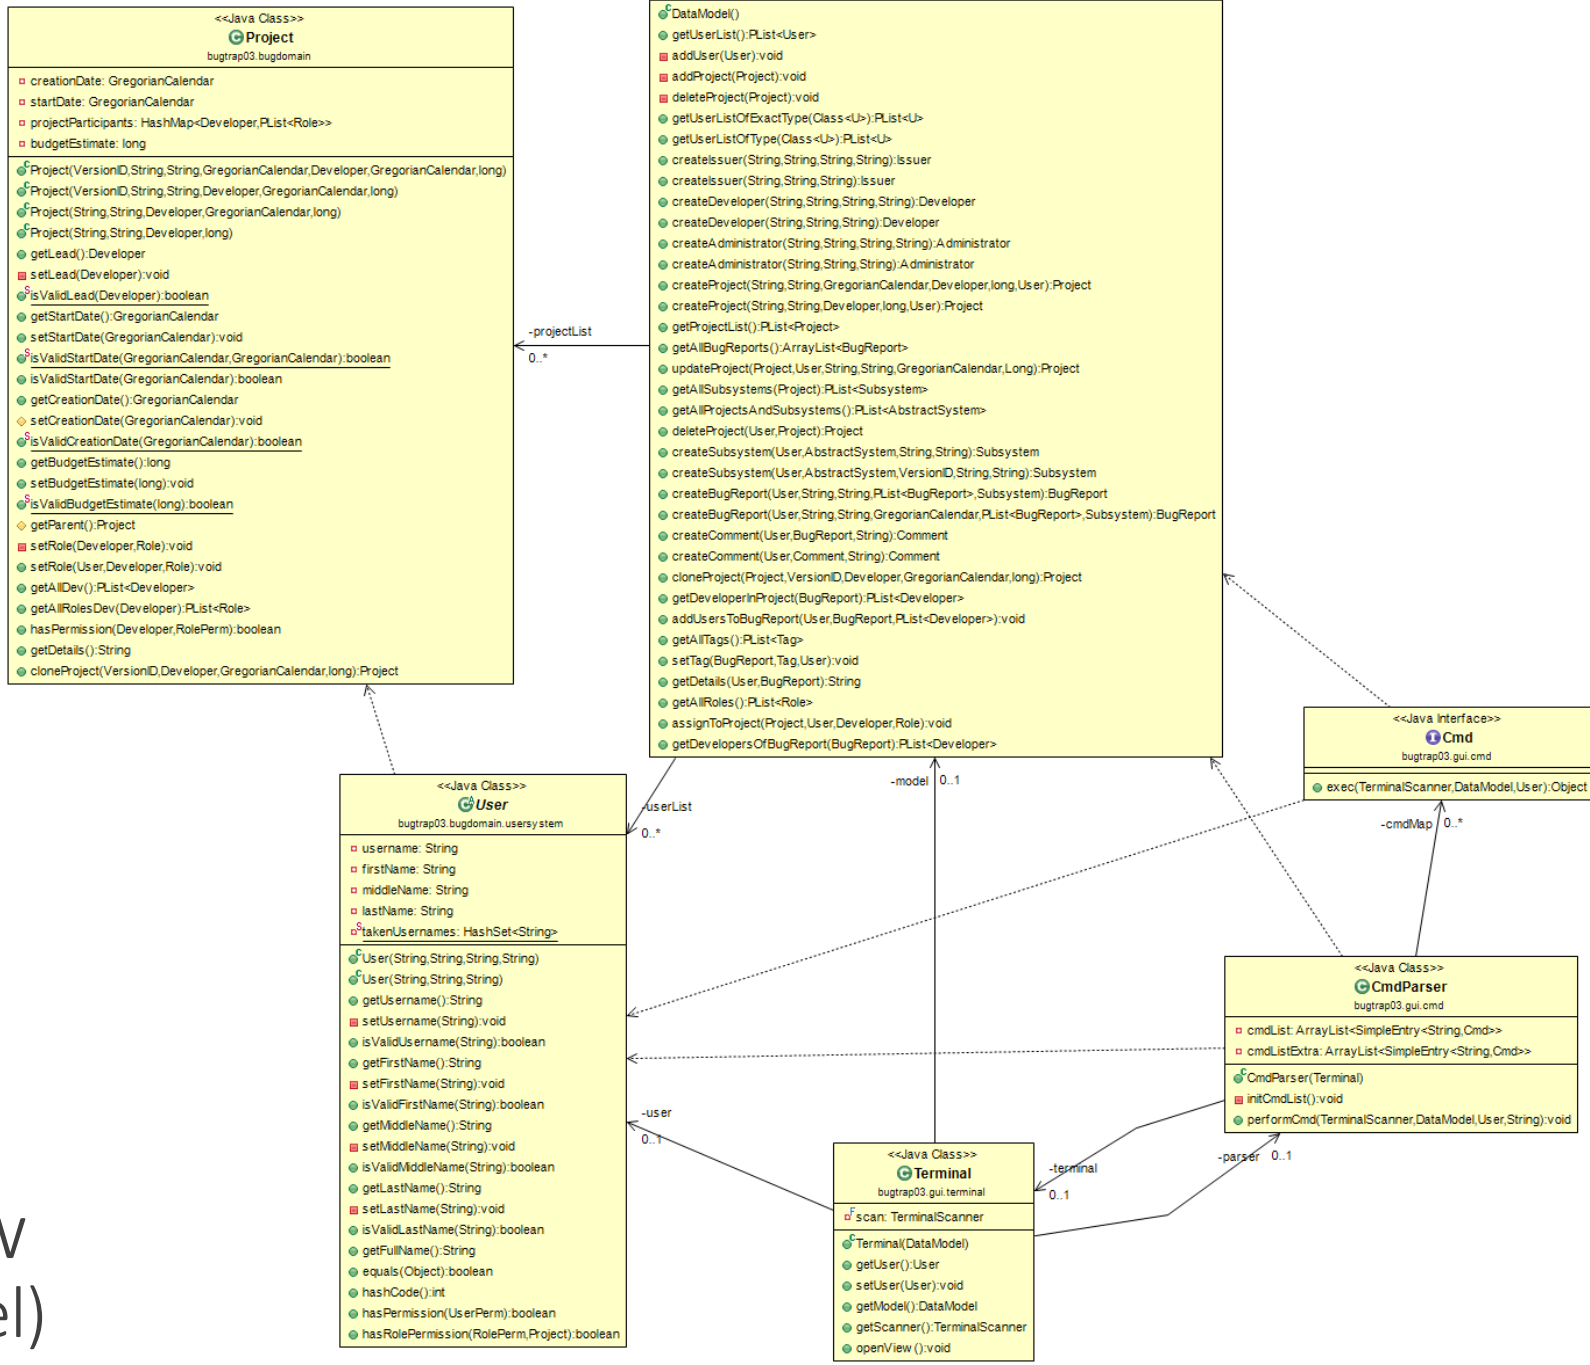 <<Java Class>>
Project
bugtrap03.bugdomain
creationDate: GregorianCalendar
startDate: GregorianCalendar
projectParticipants: HashMap<Developer,PList<Role>>
budgetEstimate: long
Project(VersionID,String,String,GregorianCalendar,Developer,GregorianCalendar,long)
Project(VersionID,String,String,Developer,GregorianCalendar,long)
Project(String,String,Developer,GregorianCalendar,long)
Project(String,String,Developer,long)
getLead():Developer
setLead(Developer):void
isValidLead(Developer):boolean
getStartDate():GregorianCalendar
setStartDate(GregorianCalendar):void
isValidStartDate(GregorianCalendar,GregorianCalendar):boolean
isValidStartDate(GregorianCalendar):boolean
getCreationDate():GregorianCalendar
setCreationDate(GregorianCalendar):void
isValidCreationDate(GregorianCalendar):boolean
getBudgetEstimate():long
setBudgetEstimate(long):void
isValidBudgetEstimate(long):boolean
getParent():Project
setRole(Developer,Role):void
setRole(User,Developer,Role):void
getAllDev():PList<Developer>
getAllRolesDev(Developer):PList<Role>
hasPermission(Developer,RolePerm):boolean
getDetails():String
cloneProject(VersionID,Developer,GregorianCalendar,long):Project
-projectList
0..*
DataModel()
getUserList():PList<User>
addUser(User):void
addProject(Project):void
deleteProject(Project):void
getUserListOfExactType(Class<U>):PList<U>
getUserListOfType(Class<U>):PList<U>
createIssuer(String,String,String,String):Issuer
createIssuer(String,String,String):Issuer
createDeveloper(String,String,String,String):Developer
createDeveloper(String,String,String):Developer
createAdministrator(String,String,String,String):Administrator
createAdministrator(String,String,String):Administrator
createProject(String,String,GregorianCalendar,Developer,long,User):Project
createProject(String,String,Developer,long,User):Project
getProjectList():PList<Project>
getAllBugReports():ArrayList<BugReport>
updateProject(Project,User,String,String,GregorianCalendar,Long):Project
getAllSubsystems(Project):PList<Subsystem>
getAllProjectsAndSubsystems():PList<AbstractSystem>
deleteProject(User,Project):Project
createSubsystem(User,AbstractSystem,String,String):Subsystem
createSubsystem(User,AbstractSystem,VersionID,String,String):Subsystem
createBugReport(User,String,String,PList<BugReport>,Subsystem):BugReport
createBugReport(User,String,String,GregorianCalendar,PList<BugReport>,Subsystem):BugReport
createComment(User,BugReport,String):Comment
createComment(User,Comment,String):Comment
cloneProject(Project,VersionID,Developer,GregorianCalendar,long):Project
getDeveloperInProject(BugReport):PList<Developer>
addUsersToBugReport(User,BugReport,PList<Developer>):void
getAllTags():PList<Tag>
setTag(BugReport,Tag,User):void
getDetails(User,BugReport):String
getAllRoles():PList<Role>
assignToProject(Project,User,Developer,Role):void
getDevelopersOfBugReport(BugReport):PList<Developer>
<<Java Interface>>
Cmd
bugtrap03.gui.cmd
exec(TerminalScanner,DataModel,User):Object
-cmdMap 0..*
-model 0..1
-userList
0..*
<<Java Class>>
User
bugtrap03.bugdomain.usersystem
username: String
firstName: String
middleName: String
lastName: String
takenUsernames: HashSet<String>
User(String,String,String,String)
User(String,String,String)
getUsername():String
setUsername(String):void
isValidUsername(String):boolean
getFirstName():String
setFirstName(String):void
isValidFirstName(String):boolean
getMiddleName():String
setMiddleName(String):void
isValidMiddleName(String):boolean
getLastName():String
setLastName(String):void
isValidLastName(String):boolean
getFullName():String
equals(Object):boolean
hashCode():int
hasPermission(UserPerm):boolean
hasRolePermission(RolePerm,Project):boolean
-user
0..1
<<Java Class>>
CmdParser
bugtrap03.gui.cmd
cmdList: ArrayList<SimpleEntry<String,Cmd>>
cmdListExtra: ArrayList<SimpleEntry<String,Cmd>>
CmdParser(Terminal)
initCmdList():void
performCmd(TerminalScanner,DataModel,User,String):void
-terminal
0..1
-parser 0..1
<<Java Class>>
Terminal
bugtrap03.gui.terminal
scan: TerminalScanner
Terminal(DataModel)
getUser():User
setUser(User):void
getModel():DataModel
getScanner():TerminalScanner
openView():void
el)